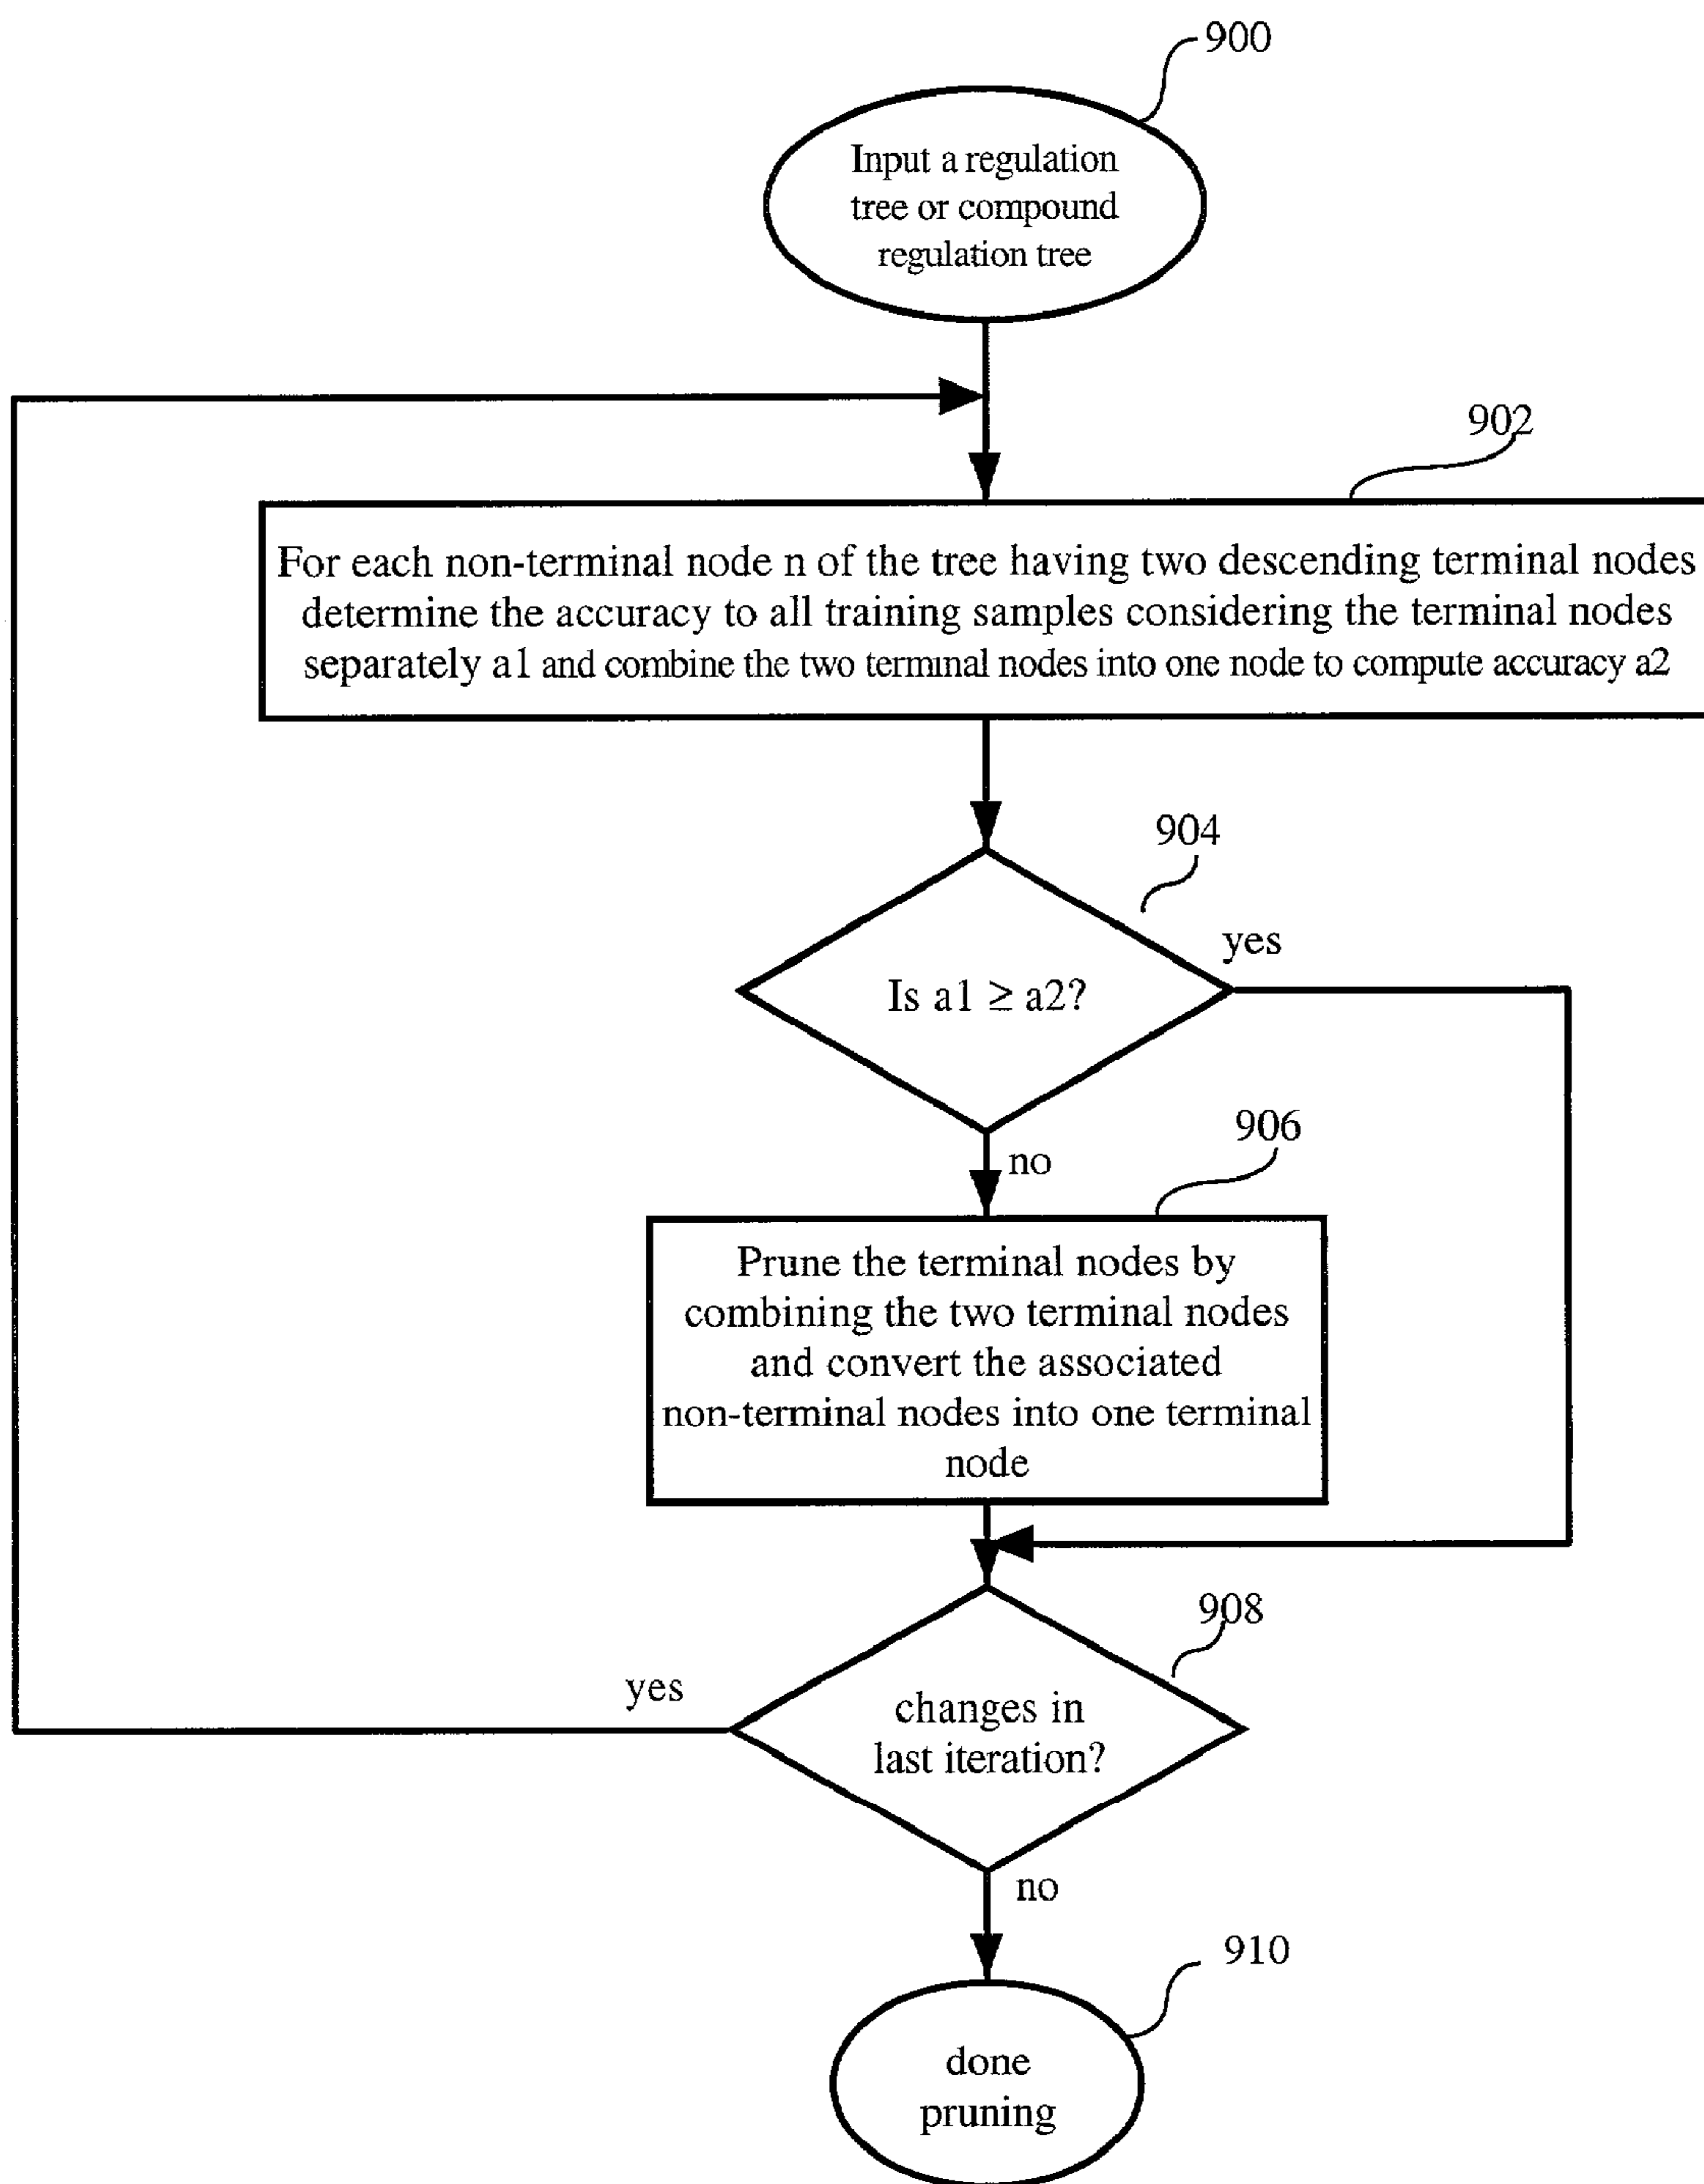 900
Input a regulation
tree or compound
regulation tree
902
For each non-terminal node n of the tree having two descending terminal nodes
determine the accuracy to all training samples considering the terminal nodes
separately a1 and combine the two terminal nodes into one node to compute accuracy a2
904
yes
Is a1 ≥ a2?
906
no
Prune the terminal nodes by
combining the two terminal nodes
and convert the associated
non-terminal nodes into one terminal
node
908
yes
changes in
last iteration?
no
910
done
pruning